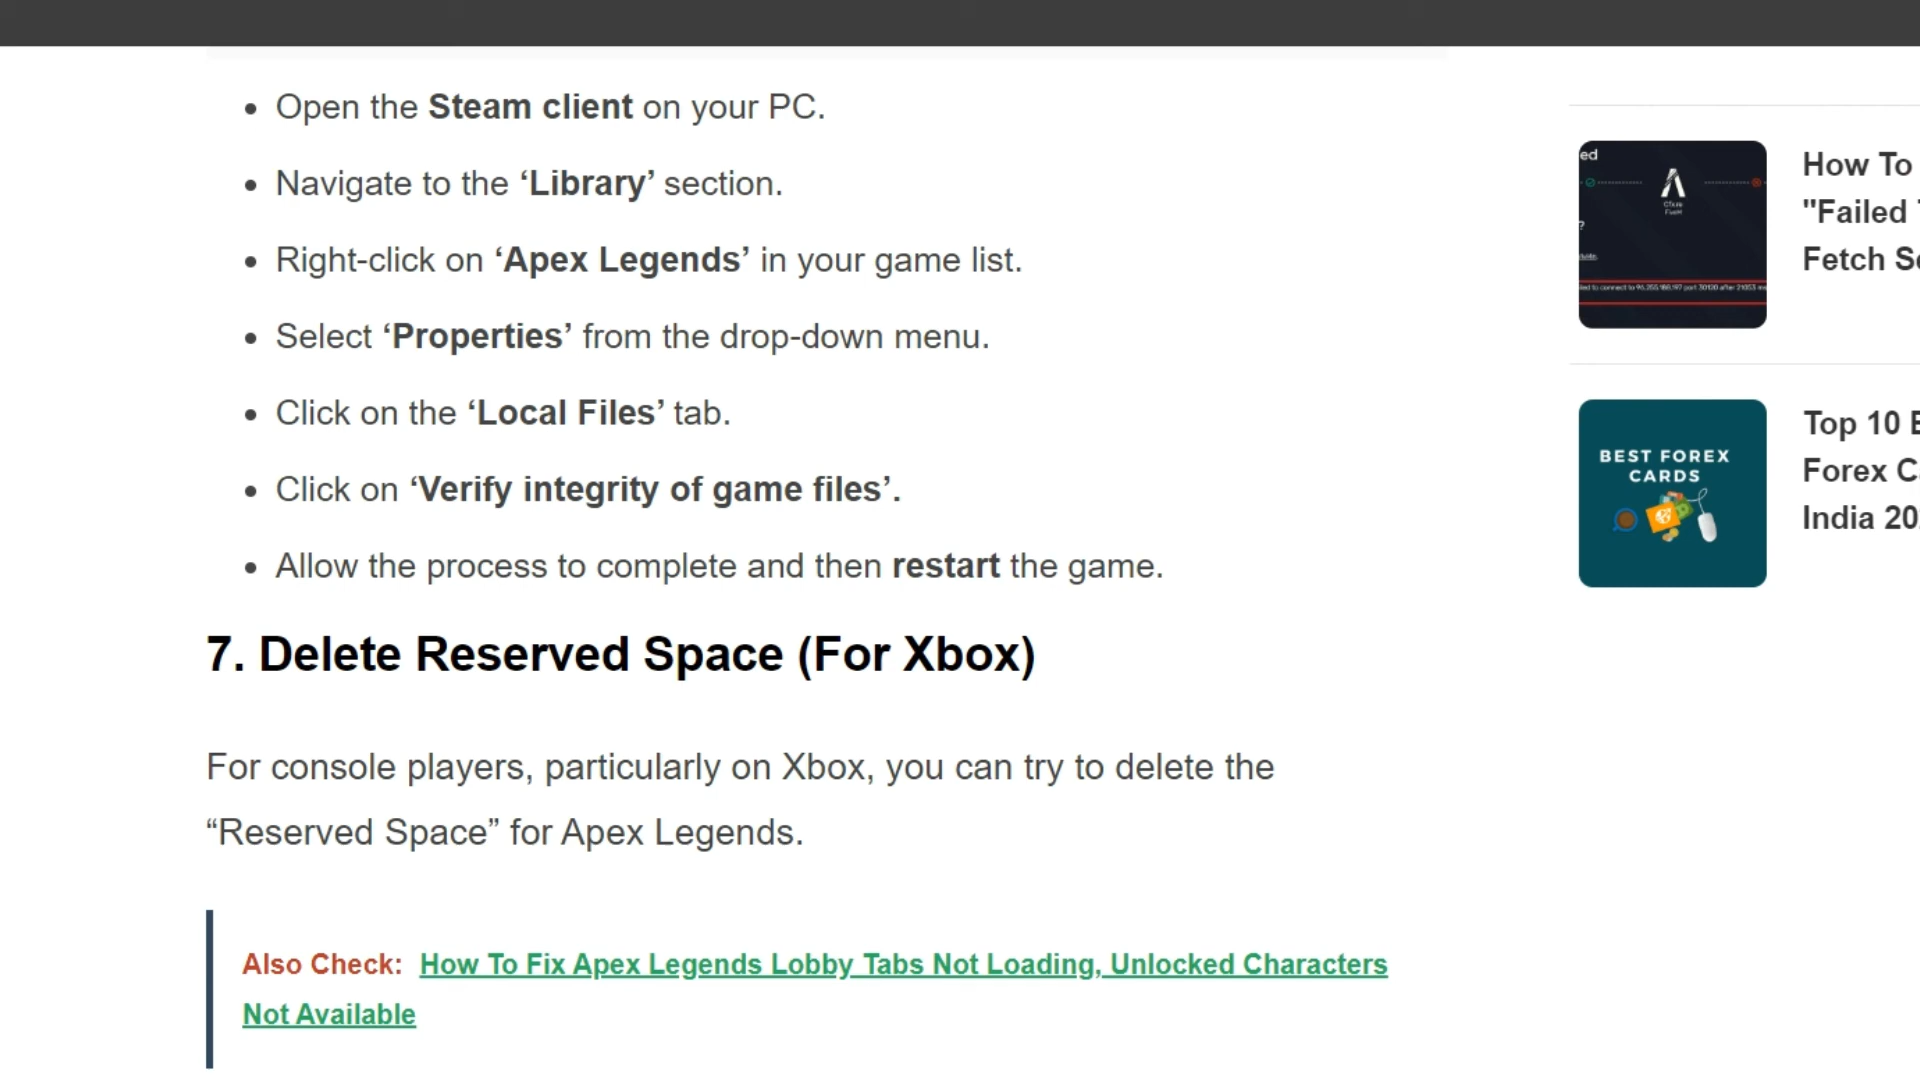 Open the Steam client on your PC.
Navigate to the ‘Library’ section.
Right-click on ‘Apex Legends’ in your game list.
Select ‘Properties’ from the drop-down menu.
Click on the ‘Local Files’ tab.
Click on ‘Verify integrity of game files’.
Allow the process to complete and then restart the game.
7. Delete Reserved Space (For Xbox)
For console players, particularly on Xbox, you can try to delete the
“Reserved Space” for Apex Legends.
Also Check: How To Fix Apex Legends Lobby Tabs Not Loading, Unlocked Characters
Not Available
ed
How To
"Failed
Fetch
BEST FOREX
CARDS
Top 10
Forex
India